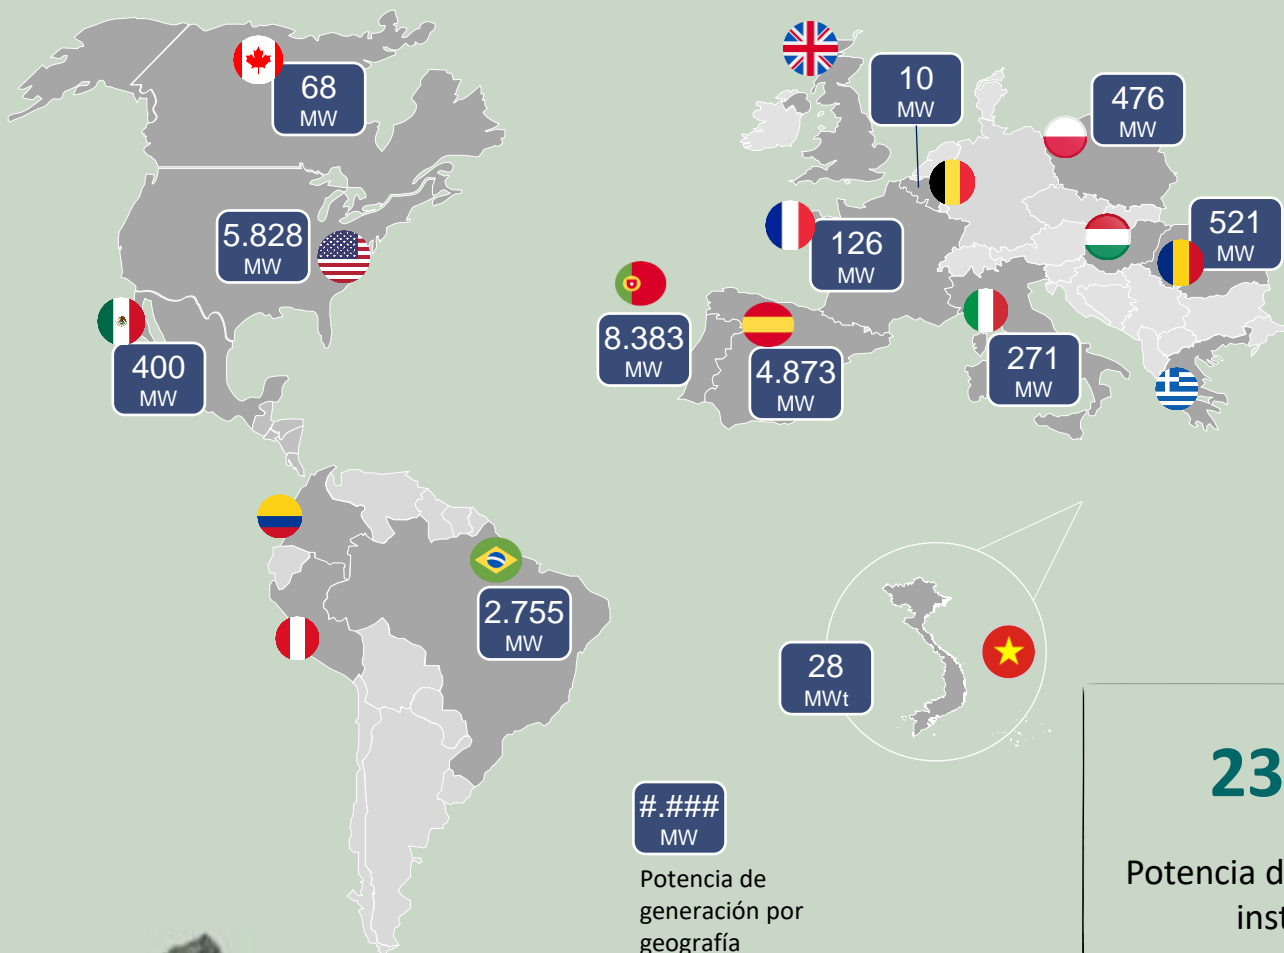 68
MW
10
MW
476
MW
5.828
MW
126
MW
521
MW
400
MW
8.383
MW
4.873
MW
271
MW
2.755
MW
28
MWt
#.###
MW
Potencia de
generación por
geografía
23
Potencia d
inst